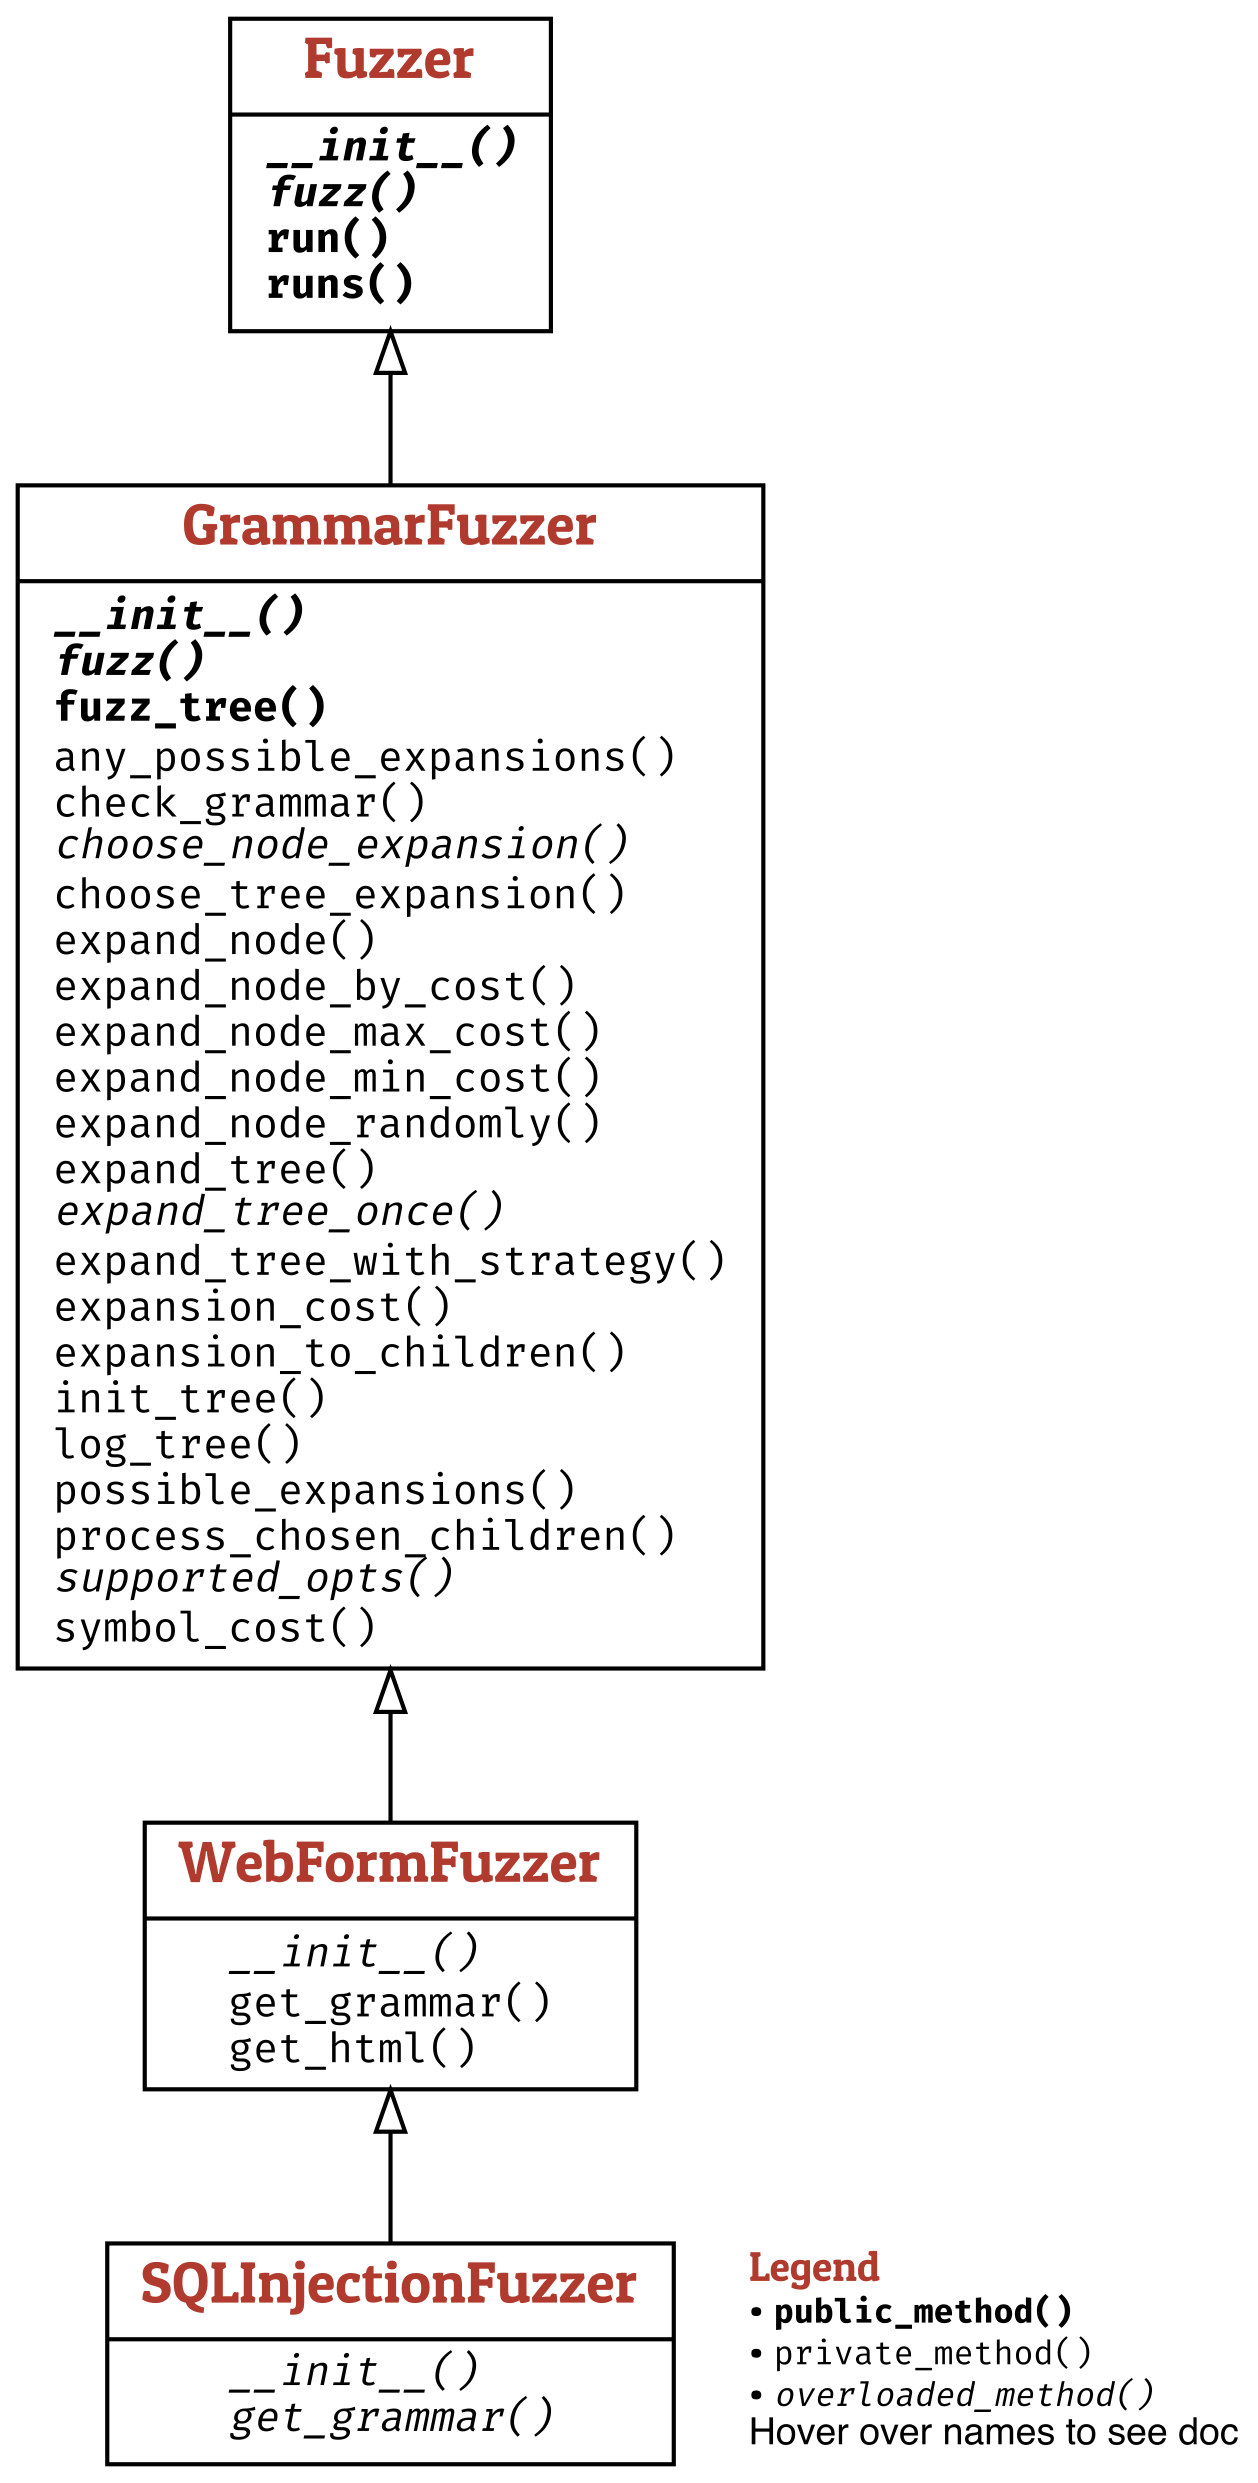 Fuzzer
__init__()
fuzz()
run()
runs()
GrammarFuzzer
__init__()
fuzz()
fuzz_tree()
any_possible_expansions()
check_grammar()
choose_node_expansion()
choose_tree_expansion()
expand_node()
expand_node_by_cost()
expand_node_max_cost()
expand_node_min_cost()
expand_node_randomly()
expand_tree()
expand_tree_once()
expand_tree_with_strategy()
expansion_cost()
expansion_to_children()
init_tree()
log_tree()
possible_expansions()
process_chosen_children()
supported_opts()
symbol_cost()
WebFormFuzzer
__init__()
get_grammar()
get_html()
SQLInjectionFuzzer
__init__()
get_grammar()
Legend
• public_method()
• private_method()
• overloaded_method()
Hover over names to see doc